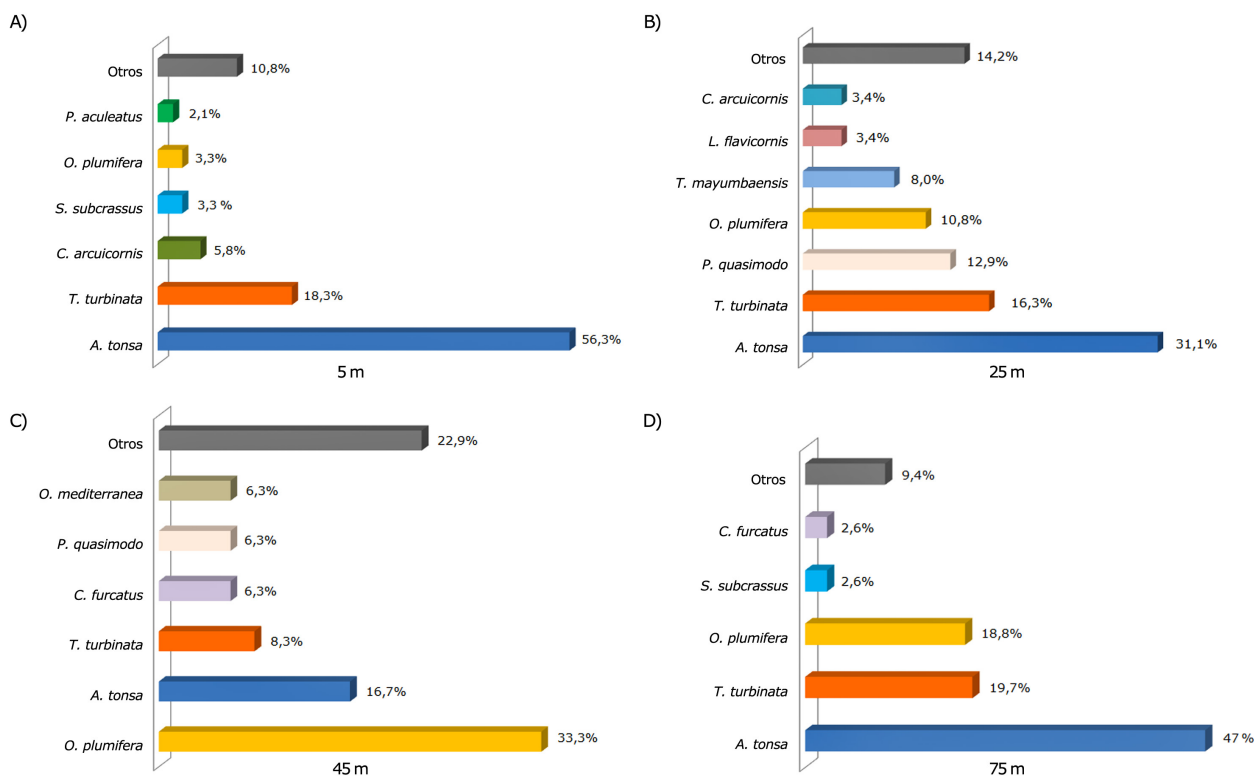 A)
Otros 10,8%
P. aculeatus 2,1%
O. plumifera 3,3%
S. subcrassus 3,3 %
C. arcuicornis 5,8%
T. turbinata 18,3%
A. tonsa 56,3%
5 m
B)
Otros 14,2%
C. arcuicornis 3,4%
L. flavicornis 3,4%
T. mayumbaensis 8,0%
O. plumifera 10,8%
P. quasimodo 12,9%
T. turbinata 16,3%
A. tonsa 31,1%
25 m
C)
Otros 22,9%
O. mediterranea 6,3%
P. quasimodo 6,3%
C. furcatus 6,3%
T. turbinata 8,3%
A. tonsa 16,7%
O. plumifera 33,3%
45 m
D)
Otros 9,4%
C. furcatus 2,6%
S. subcrassus 2,6%
O. plumifera 18,8%
T. turbinata 19,7%
A. tonsa 47 %
75 m